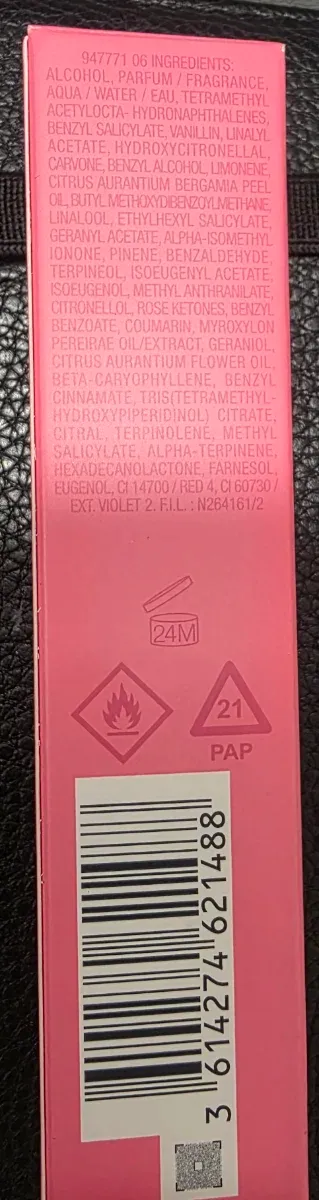 947771 06 INGREDIENTS:
ALCOHOL, PARFUM / FRAGRANCE,
AQUA / WATER / EAU, TETRAMETHYL
ACETYLOCTA- HYDRONAPHTHALENES,
BENZYL SALICYLATE, VANILLIN, LINALYL
ACETATE, HYDROXYCITRONELLAL,
CARVONE, BENZYL ALCOHOL, LIMONENE,
CITRUS AURANTIUM BERGAMIA PEEL
OIL, BUTYL METHOXYDIBENZOYLMETHANE,
LINALOOL, ETHYLHEXYL SALICYLATE,
GERANYL ACETATE, ALPHA-ISOMETHYL
IONONE, PINENE, BENZALDEHYDE,
TERPINEOL, ISOEUGENYL ACETATE,
ISOEUGENOL, METHYL ANTHRANILATE,
CITRONELLOL, ROSE KETONES, BENZYL
BENZOATE, COUMARIN, MYROXYLON
PEREIRAE OIL/EXTRACT, GERANIOL,
CITRUS AURANTIUM FLOWER OIL,
BETA-CARYOPHYLLENE, BENZYL
CINNAMATE, TRIS(TETRAMETHYL-
HYDROXYPIPERIDINOL) CITRATE,
CITRAL, TERPINOLENE, METHYL
SALICYLATE, ALPHA-TERPINENE,
HEXADECANOLACTONE, FARNESOL,
EUGENOL, CI 14700 / RED 4, CI 60730 /
EXT. VIOLET 2. F.I.L. : N264161/2
24M
21
PAP
3 614274 621488